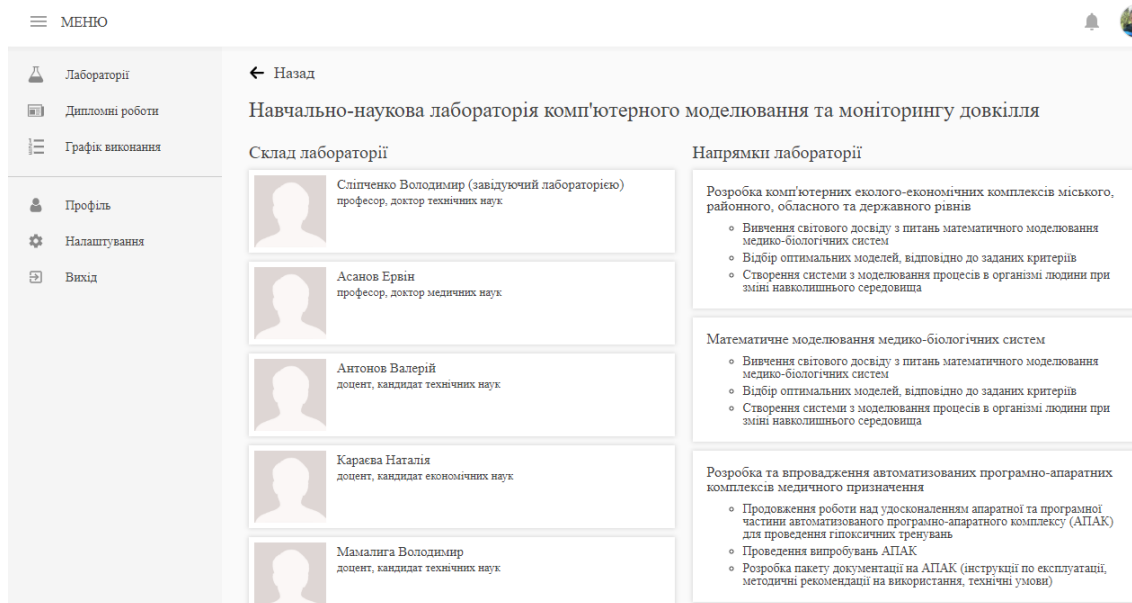 МЕНЮ
Лабораторії
Дипломні роботи
Графік виконання
Профіль
Налаштування
Вихід
Назад
Навчально-наукова лабораторія комп'ютерного моделювання та моніторингу довкілля
Склад лабораторії
Сліпченко Володимир (завідуючий лабораторією)
професор, доктор технічних наук
Асанов Ервін
професор, доктор медичних наук
Антонов Валерій
доцент, кандидат технічних наук
Караєва Наталія
доцент, кандидат економічних наук
Мамалига Володимир
доцент, кандидат технічних наук
Напрямки лабораторії
Розробка комп'ютерних еколого-економічних комплексів міського,
районного, обласного та державного рівнів
Вивчення світового досвіду з питань математичного моделювання
медико-біологічних систем
Відбір оптимальних моделей, відповідно до заданих критеріїв
Створення системи з моделювання процесів в організмі людини при
зміні навколишнього середовища
Математичне моделювання медико-біологічних систем
Вивчення світового досвіду з питань математичного моделювання
медико-біологічних систем
Відбір оптимальних моделей, відповідно до заданих критеріїв
Створення системи з моделювання процесів в організмі людини при
зміні навколишнього середовища
Розробка та впровадження автоматизованих програмно-апаратних
комплексів медичного призначення
Продовження роботи над удосконаленням апаратної та програмної
частини автоматизованого програмно-апаратного комплексу (АПАК)
для проведення гіпоксичних тренувань
Проведення випробувань АПАК
Розробка пакету документації на АПАК (інструкції по експлуатації,
методичні рекомендації на використання, технічні умови)